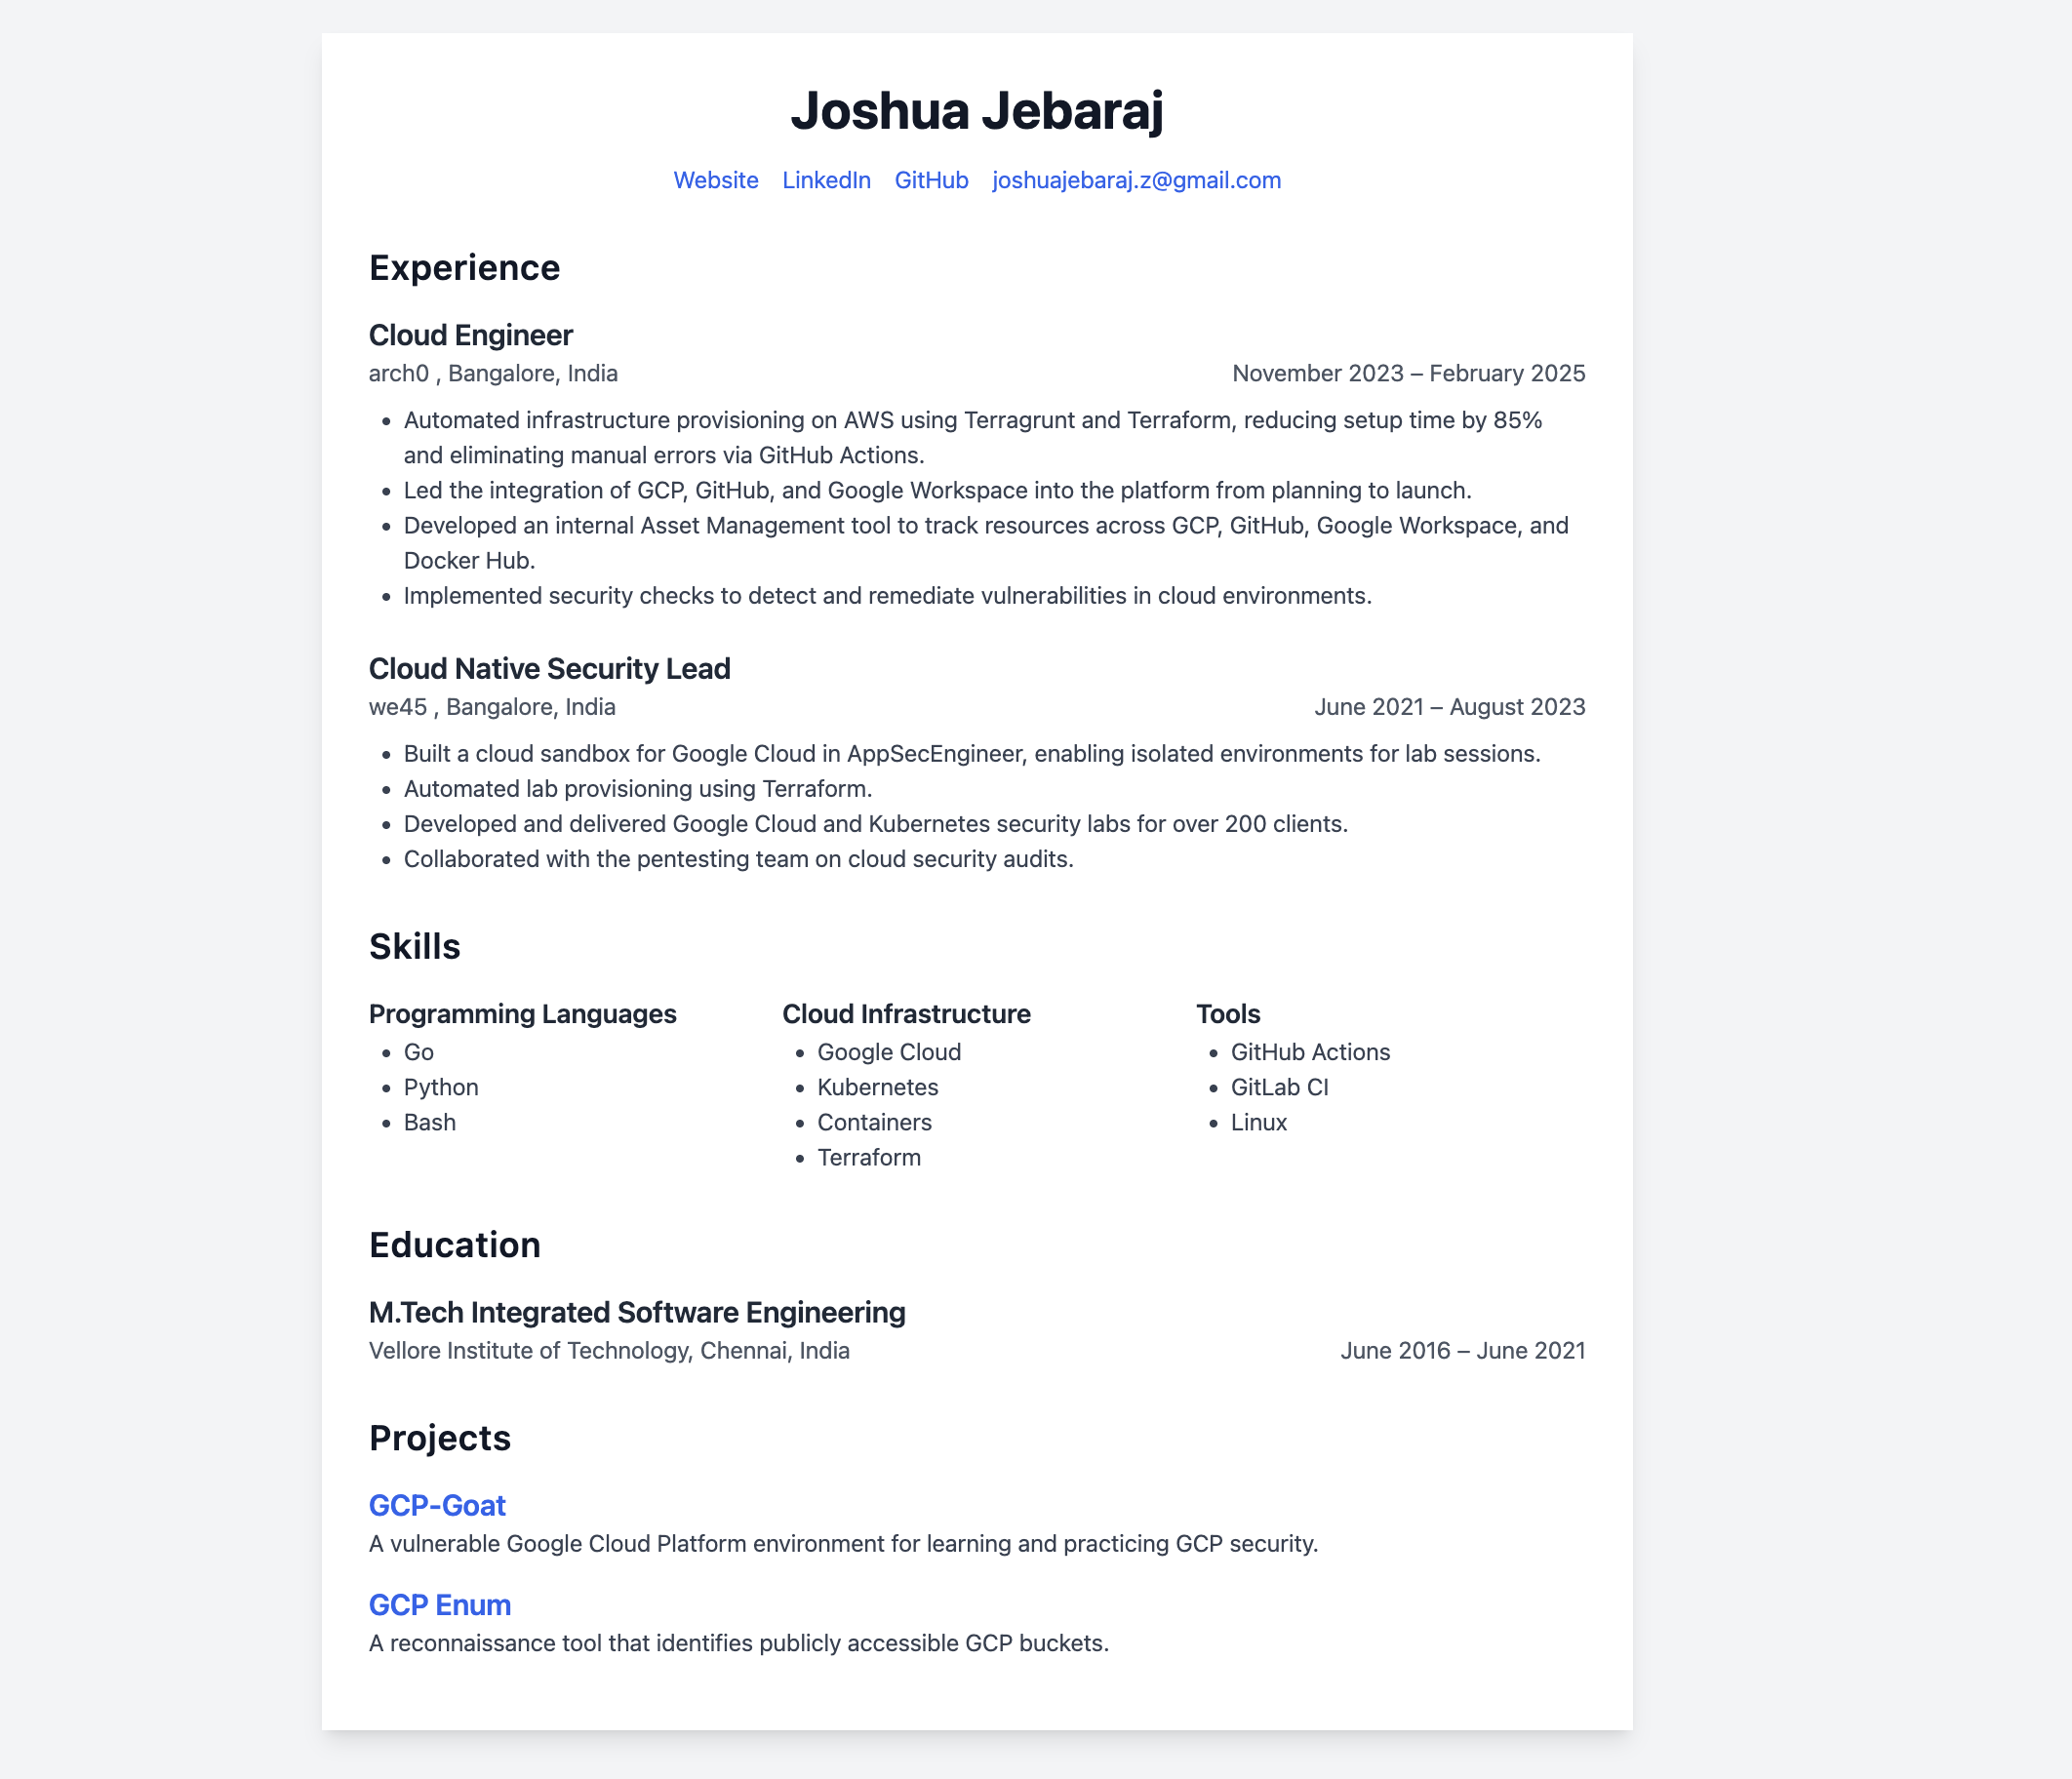 Joshua Jebaraj
Website LinkedIn GitHub joshuajebaraj.z@gmail.com
Experience
Cloud Engineer
arch0 , Bangalore, India November 2023 – February 2025
• Automated infrastructure provisioning on AWS using Terragrunt and Terraform, reducing setup time by 85%
and eliminating manual errors via GitHub Actions.
• Led the integration of GCP, GitHub, and Google Workspace into the platform from planning to launch.
• Developed an internal Asset Management tool to track resources across GCP, GitHub, Google Workspace, and
Docker Hub.
• Implemented security checks to detect and remediate vulnerabilities in cloud environments.
Cloud Native Security Lead
we45 , Bangalore, India June 2021 – August 2023
• Built a cloud sandbox for Google Cloud in AppSecEngineer, enabling isolated environments for lab sessions.
• Automated lab provisioning using Terraform.
• Developed and delivered Google Cloud and Kubernetes security labs for over 200 clients.
• Collaborated with the pentesting team on cloud security audits.
Skills
Programming Languages
• Go
• Python
• Bash
Cloud Infrastructure
• Google Cloud
• Kubernetes
• Containers
• Terraform
Tools
• GitHub Actions
• GitLab CI
• Linux
Education
M.Tech Integrated Software Engineering
Vellore Institute of Technology, Chennai, India June 2016 – June 2021
Projects
GCP-Goat
A vulnerable Google Cloud Platform environment for learning and practicing GCP security.
GCP Enum
A reconnaissance tool that identifies publicly accessible GCP buckets.